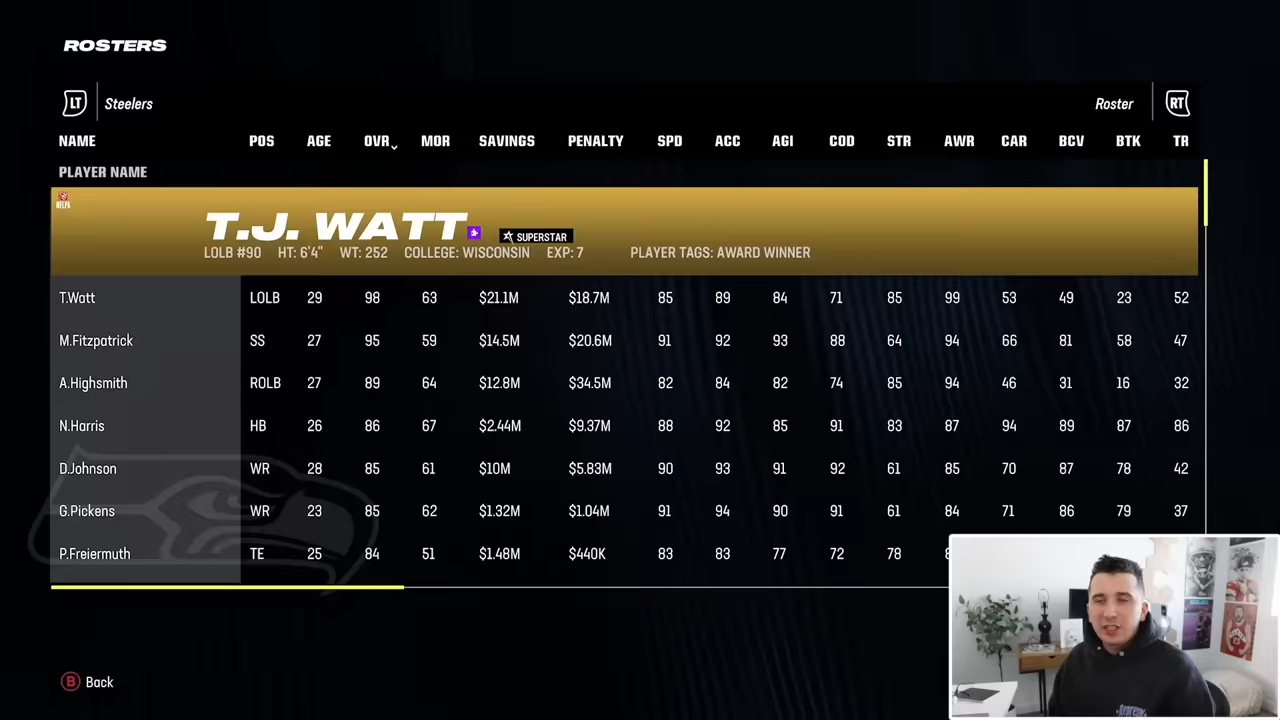 ROSTERS
LT Steelers Roster RT
NAME POS AGE OVR MOR SAVINGS PENALTY SPD ACC AGI COD STR AWR CAR BCV BTK TR
PLAYER NAME
NFLPA
T.J. WATT SUPERSTAR
LOLB #90 HT: 6'4" WT: 252 COLLEGE: WISCONSIN EXP: 7 PLAYER TAGS: AWARD WINNER
T.Watt LOLB 29 98 63 $21.1M $18.7M 85 89 84 71 85 99 53 49 23 52
M.Fitzpatrick SS 27 95 59 $14.5M $20.6M 91 92 93 88 64 94 66 81 58 47
A.Highsmith ROLB 27 89 64 $12.8M $34.5M 82 84 82 74 85 94 46 31 16 32
N.Harris HB 26 86 67 $2.44M $9.37M 88 92 85 91 83 87 94 89 87 86
D.Johnson WR 28 85 61 $10M $5.83M 90 93 91 92 61 85 70 87 78 42
G.Pickens WR 23 85 62 $1.32M $1.04M 91 94 90 91 61 84 71 86 79 37
P.Freiermuth TE 25 84 51 $1.48M $440K 83 83 77 72 78
B Back